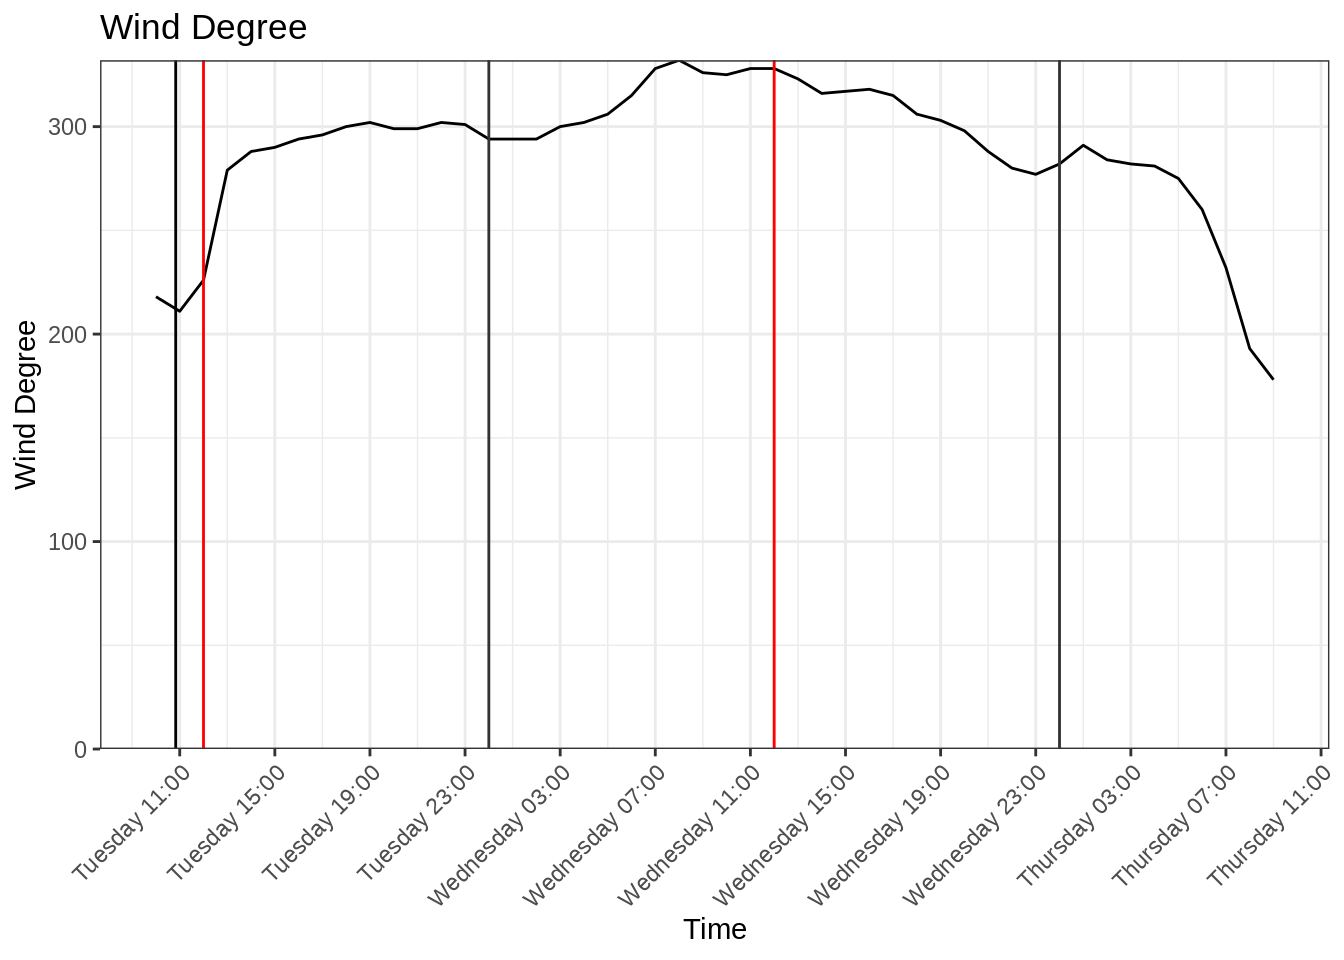 Wind Degree
Wind Degree
300
200
100
0
Tuesday 11:00
Tuesday 15:00
Tuesday 19:00
Tuesday 23:00
Wednesday 03:00
Wednesday 07:00
Wednesday 11:00
Wednesday 15:00
Wednesday 19:00
Wednesday 23:00
Thursday 03:00
Thursday 07:00
Thursday 11:00
Time